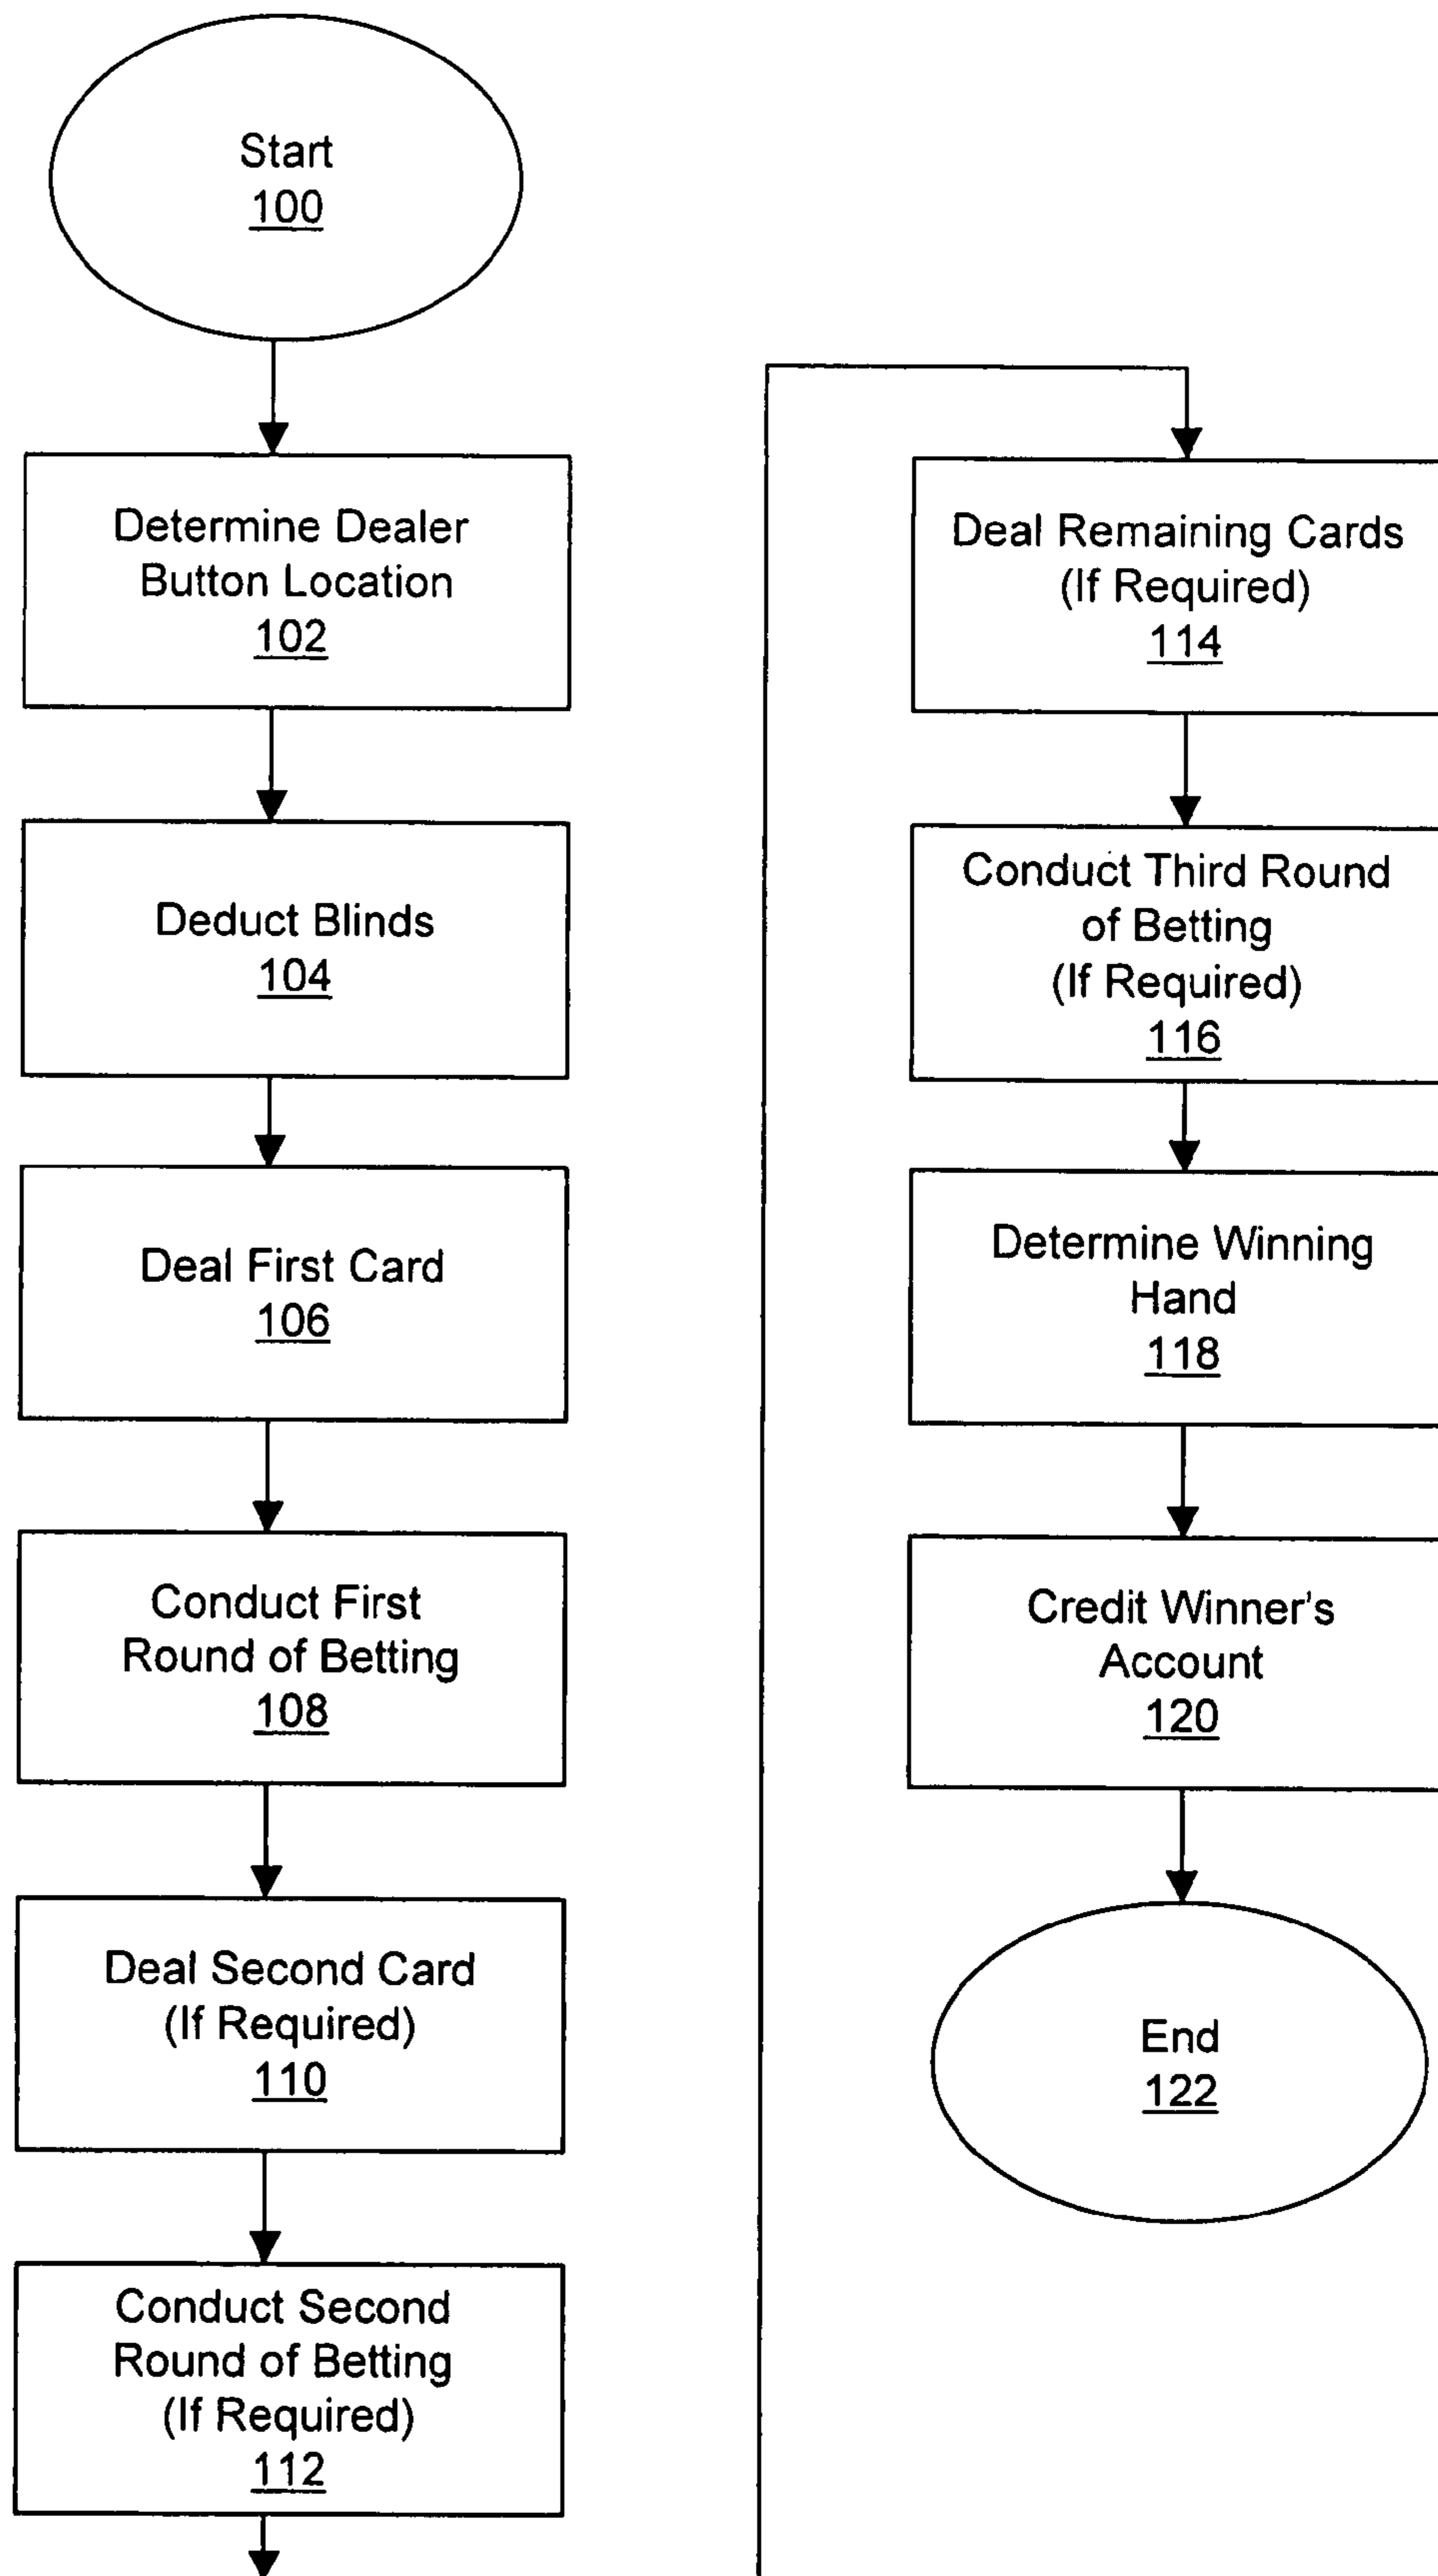 Start
100
Determine Dealer
Button Location
102
Deduct Blinds
104
Deal First Card
106
Conduct First
Round of Betting
108
Deal Second Card
(If Required)
110
Conduct Second
Round of Betting
(If Required)
112
Deal Remaining Cards
(If Required)
114
Conduct Third Round
of Betting
(If Required)
116
Determine Winning
Hand
118
Credit Winner's
Account
120
End
122